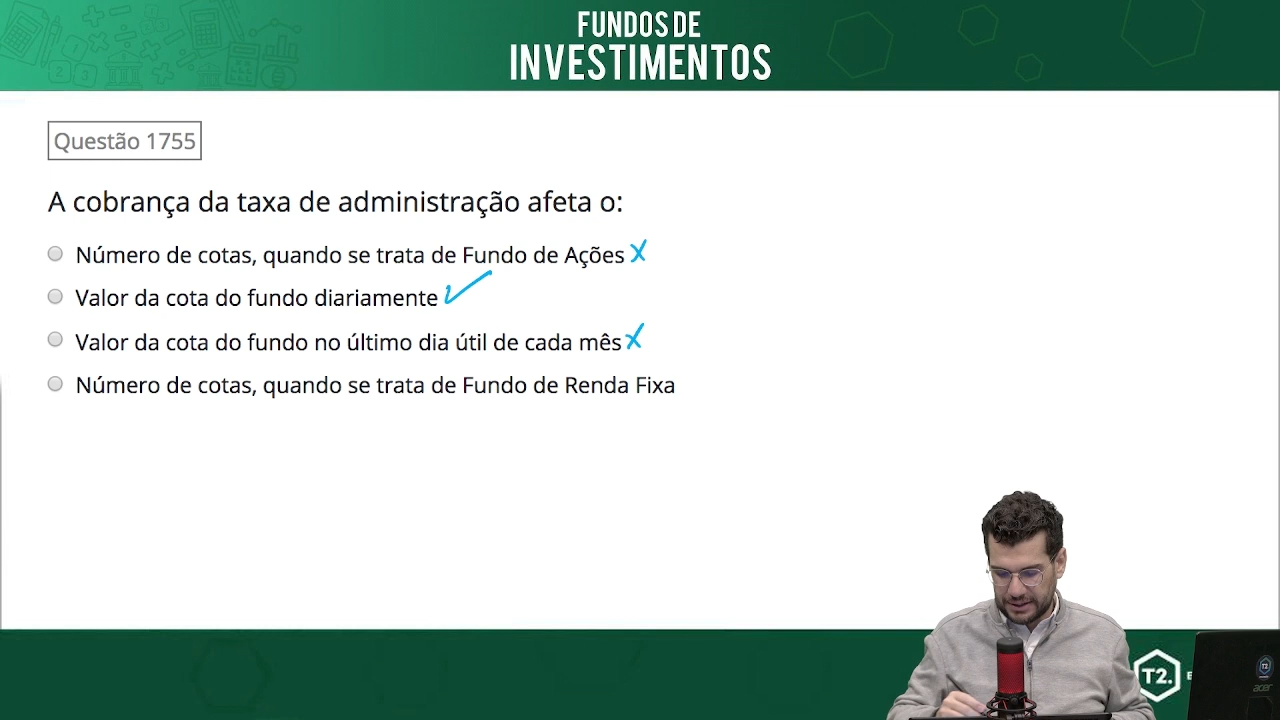 FUNDOS DE
INVESTIMENTOS
Questão 1755
A cobrança da taxa de administração afeta o:
Número de cotas, quando se trata de Fundo de Ações
Valor da cota do fundo diariamente
Valor da cota do fundo no último dia útil de cada mês
Número de cotas, quando se trata de Fundo de Renda Fixa
T2.
acer